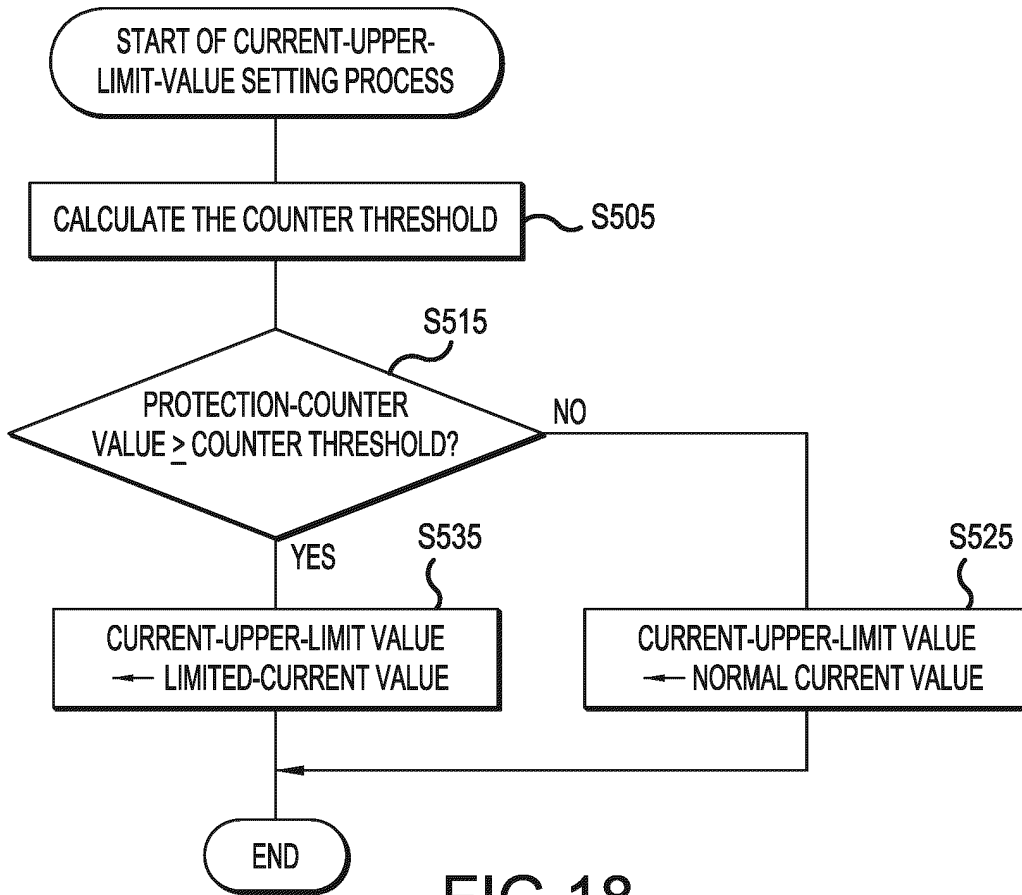 START OF CURRENT-UPPER-
LIMIT-VALUE SETTING PROCESS
CALCULATE THE COUNTER THRESHOLD
S505
S515
PROTECTION-COUNTER
VALUE ≥ COUNTER THRESHOLD?
NO
YES
S535
CURRENT-UPPER-LIMIT VALUE
← LIMITED-CURRENT VALUE
S525
CURRENT-UPPER-LIMIT VALUE
← NORMAL CURRENT VALUE
END
FIG.18